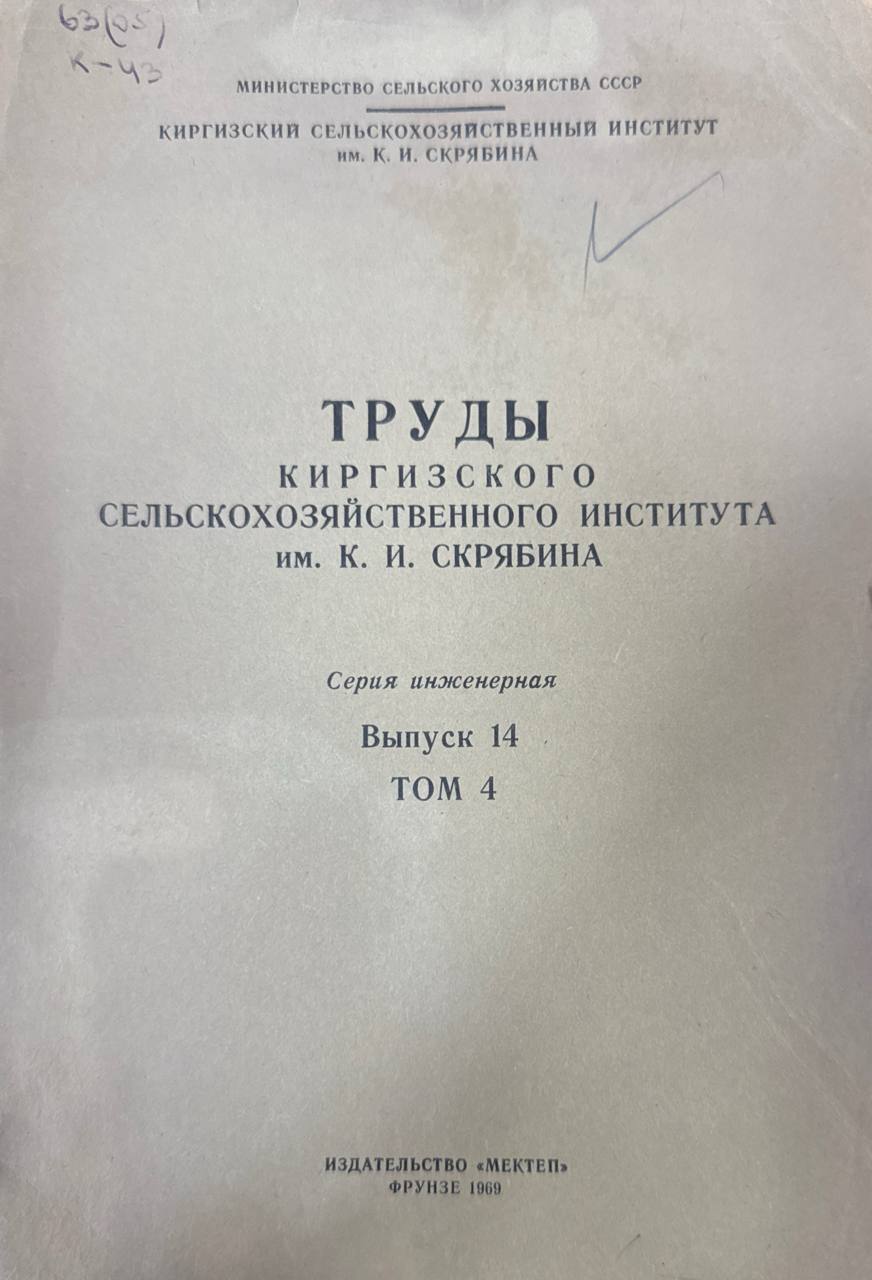 63(05)
К-43
МИНИСТЕРСТВО СЕЛЬСКОГО ХОЗЯЙСТВА СССР
КИРГИЗСКИЙ СЕЛЬСКОХОЗЯЙСТВЕННЫЙ ИНСТИТУТ
им. К. И. СКРЯБИНА
ТРУДЫ
КИРГИЗСКОГО
СЕЛЬСКОХОЗЯЙСТВЕННОГО ИНСТИТУТА
им. К. И. СКРЯБИНА
Серия инженерная
Выпуск 14
ТОМ 4
ИЗДАТЕЛЬСТВО «МЕКТЕП»
ФРУНЗЕ 1969